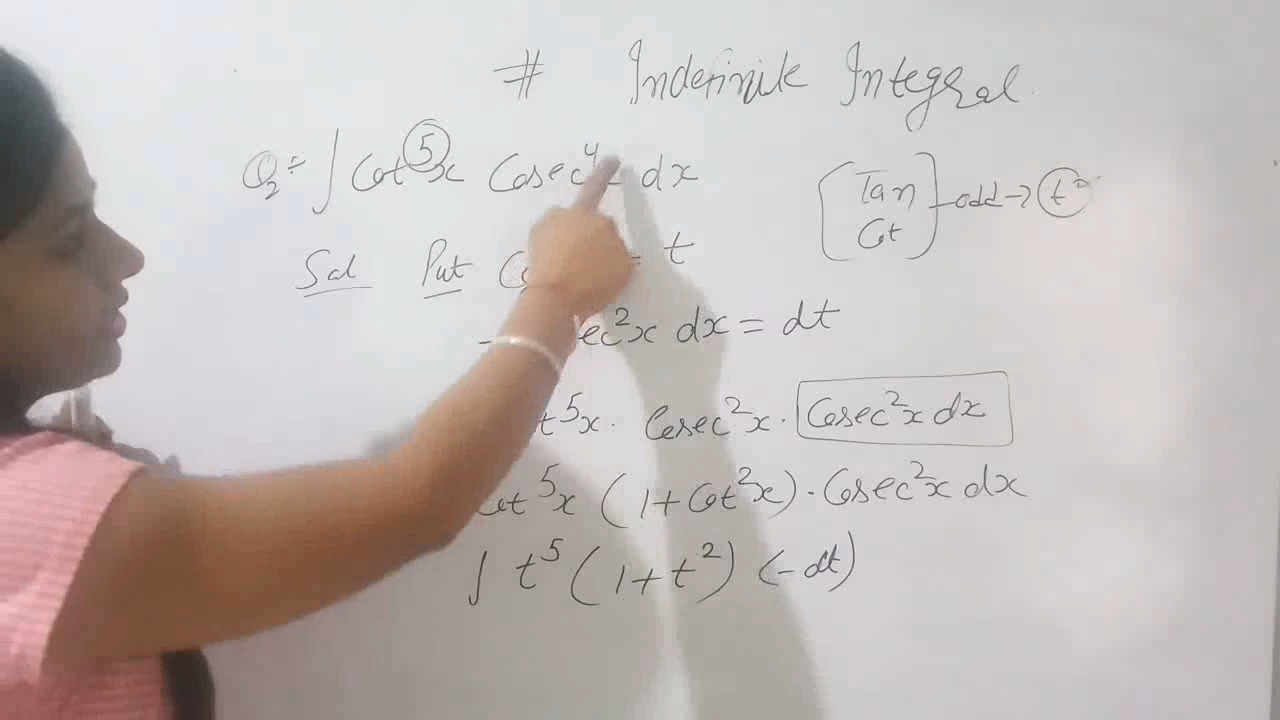 # Indefinite Integral
Q2 ÷ ∫ Cot⁵x Cosec⁴ dx
[Tan Cot] odd → t
Sol Put = t
ec²x dx = dt
t⁵x · Cosec²x · Cosec²x dx
Cot⁵x (1 + Cot²x) · Cosec²x dx
∫ t⁵ (1 + t²) (-dt)